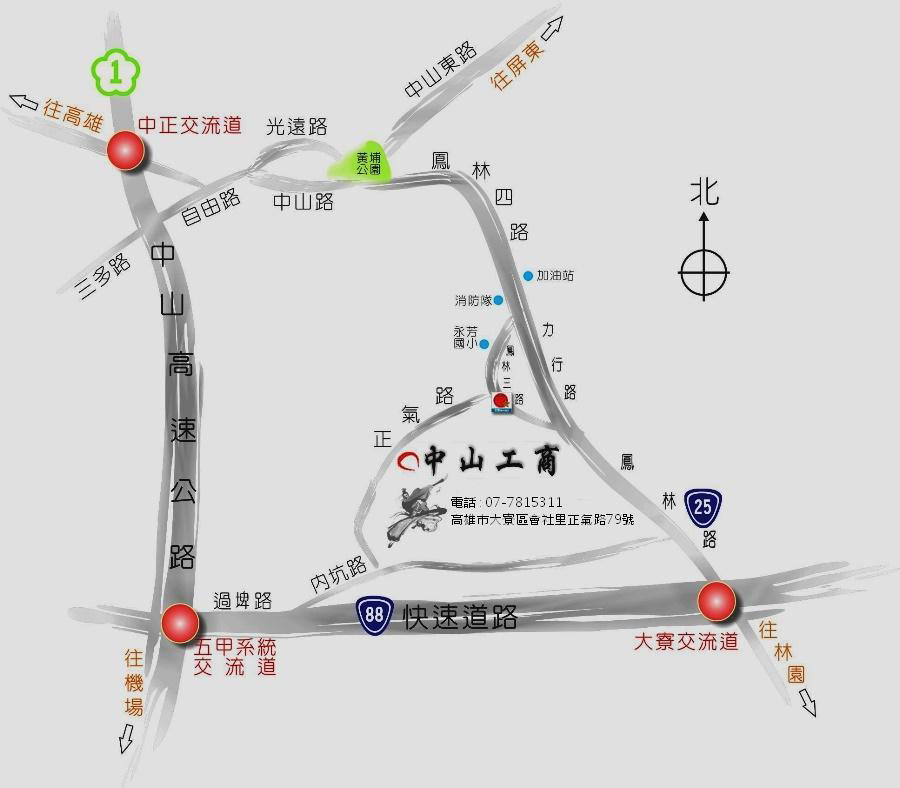 1
往高雄
中正交流道
光遠路
中山東路
往屏東
黃埔
公園
自由路
中山路
三多路
鳳林四路
北
加油站
消防隊
永芳
國小
力行路
鳳林三路
中山高速公路
正氣路
中山工商
電話:07-7815311
高雄市大寮區會社里正氣路79號
鳳林路
25
內坑路
過埤路
88
快速道路
五甲系統
交流道
大寮交流道
往機場
往林園